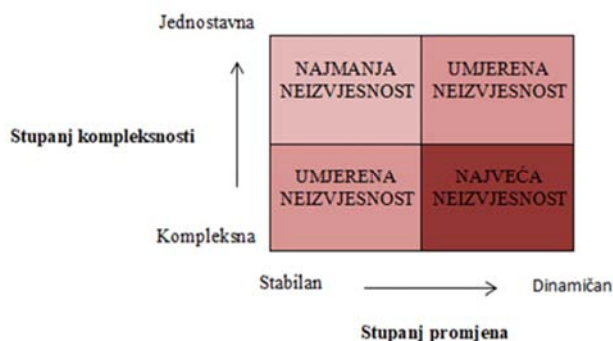 Jednostavna
NAJMANJA
NEIZVJESNOST
UMJERENA
NEIZVJESNOST
Stupanj kompleksnosti
UMJERENA
NEIZVJESNOST
NAJVEĆA
NEIZVJESNOST
Kompleksna
Stabilan
Dinamičan
Stupanj promjena